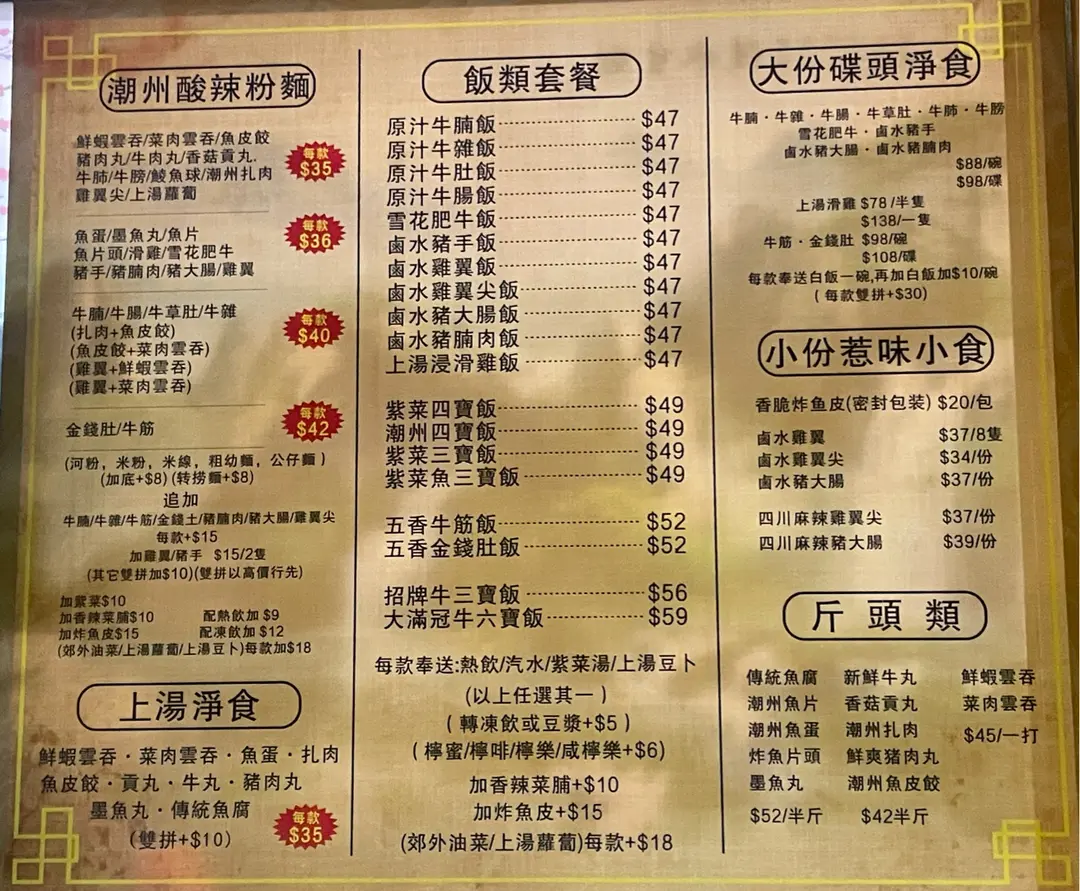 潮州酸辣粉麵
鮮蝦雲吞/菜肉雲吞/魚皮餃
豬肉丸/牛肉丸/香菇貢丸.
牛肺/牛膀/鯪魚球/潮州扎肉
雞翼尖/上湯蘿蔔
每款
$35
魚蛋/墨魚丸/魚片
魚片頭/滑雞/雪花肥牛
豬手/豬腩肉/豬大腸/雞翼
每款
$36
牛腩/牛腸/牛草肚/牛雜
(扎肉+魚皮餃)
(魚皮餃+菜肉雲吞)
(雞翼+鮮蝦雲吞)
(雞翼+菜肉雲吞)
每款
$40
金錢肚/牛筋
每款
$42
(河粉，米粉，米線，粗幼麵，公仔麵)
(加底+$8) (转捞麵+$8)
追加
牛腩/牛雜/牛筋/金錢土/豬腩肉/豬大腸/雞翼尖
每款+$15
加雞翼/豬手 $15/2隻
(其它雙拼加$10)(雙拼以高價行先)
加紫菜$10
加香辣菜脯$10 配熱飲加 $9
加炸魚皮$15 配凍飲加 $12
(郊外油菜/上湯蘿蔔/上湯豆卜)每款加$18
上湯淨食
鮮蝦雲吞·菜肉雲吞·魚蛋·扎肉
魚皮餃·貢丸·牛丸·豬肉丸
墨魚丸·傳統魚腐
(雙拼+$10)
每款
$35
飯類套餐
原汁牛腩飯 $47
原汁牛雜飯 $47
原汁牛肚飯 $47
原汁牛腸飯 $47
雪花肥牛飯 $47
鹵水豬手飯 $47
鹵水雞翼飯 $47
鹵水雞翼尖飯 $47
鹵水豬大腸飯 $47
鹵水豬腩肉飯 $47
上湯浸滑雞飯 $47
紫菜四寶飯 $49
潮州四寶飯 $49
紫菜三寶飯 $49
紫菜魚三寶飯 $49
五香牛筋飯 $52
五香金錢肚飯 $52
招牌牛三寶飯 $56
大滿冠牛六寶飯 $59
每款奉送:熱飲/汽水/紫菜湯/上湯豆卜
(以上任選其一)
(轉凍飲或豆漿+$5)
(檸蜜/檸啡/檸樂/咸檸樂+$6)
加香辣菜脯+$10
加炸魚皮+$15
(郊外油菜/上湯蘿蔔)每款+$18
大份碟頭淨食
牛腩·牛雜·牛腸·牛草肚·牛肺·牛膀
雪花肥牛·鹵水豬手
鹵水豬大腸·鹵水豬腩肉
$88/碗
$98/碟
上湯滑雞 $78/半隻
$138/一隻
牛筋·金錢肚 $98/碗
$108/碟
每款奉送白飯一碗,再加白飯加$10/碗
(每款雙拼+$30)
小份惹味小食
香脆炸鱼皮(密封包装) $20/包
鹵水雞翼 $37/8隻
鹵水雞翼尖 $34/份
鹵水豬大腸 $37/份
四川麻辣雞翼尖 $37/份
四川麻辣豬大腸 $39/份
斤頭類
傳統魚腐 新鮮牛丸 鮮蝦雲吞
潮州魚片 香菇貢丸 菜肉雲吞
潮州魚蛋 潮州扎肉 $45/一打
炸魚片頭 鮮爽猪肉丸
墨魚丸 潮州魚皮餃
$52/半斤 $42半斤